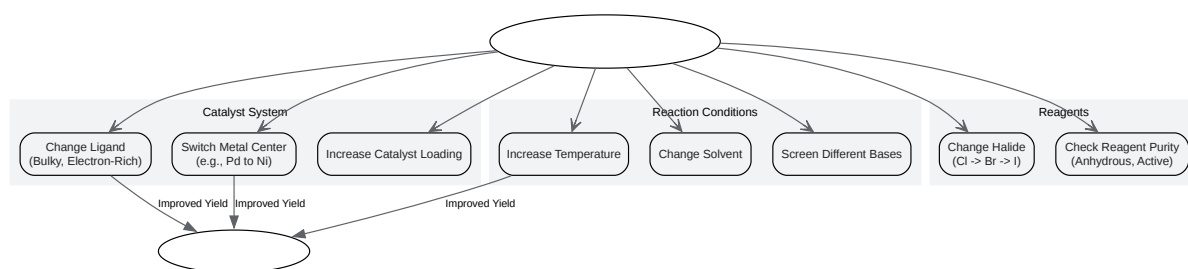 Catalyst System
Reaction Conditions
Reagents
Change Ligand
(Bulky, Electron-Rich)
Switch Metal Center
(e.g., Pd to Ni)
Increase Catalyst Loading
Increase Temperature
Change Solvent
Screen Different Bases
Change Halide
(Cl -> Br -> I)
Check Reagent Purity
(Anhydrous, Active)
Improved Yield
Improved Yield
Improved Yield